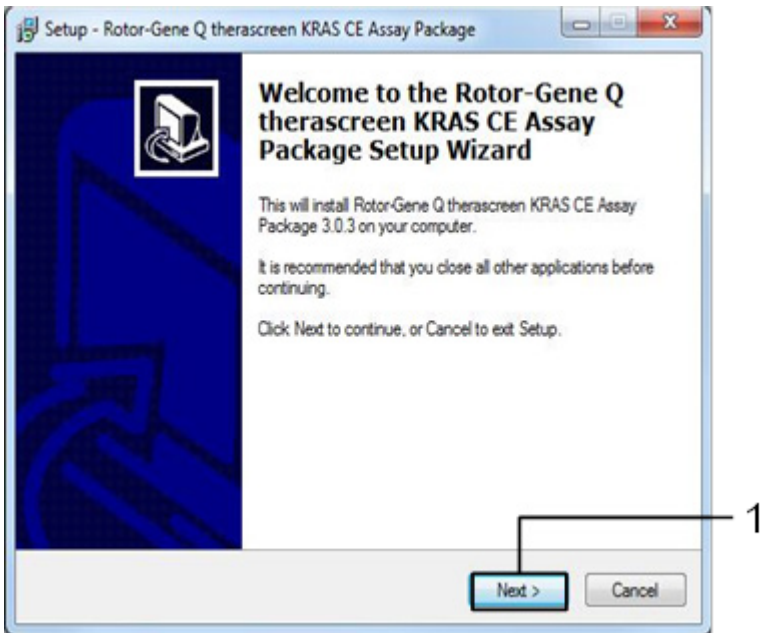 Setup - Rotor-Gene Q therascreen KRAS CE Assay Package
Welcome to the Rotor-Gene Q
therascreen KRAS CE Assay
Package Setup Wizard
This will install Rotor-Gene Q therascreen KRAS CE Assay
Package 3.0.3 on your computer.
It is recommended that you close all other applications before
continuing.
Click Next to continue, or Cancel to exit Setup.
1
Next >
Cancel